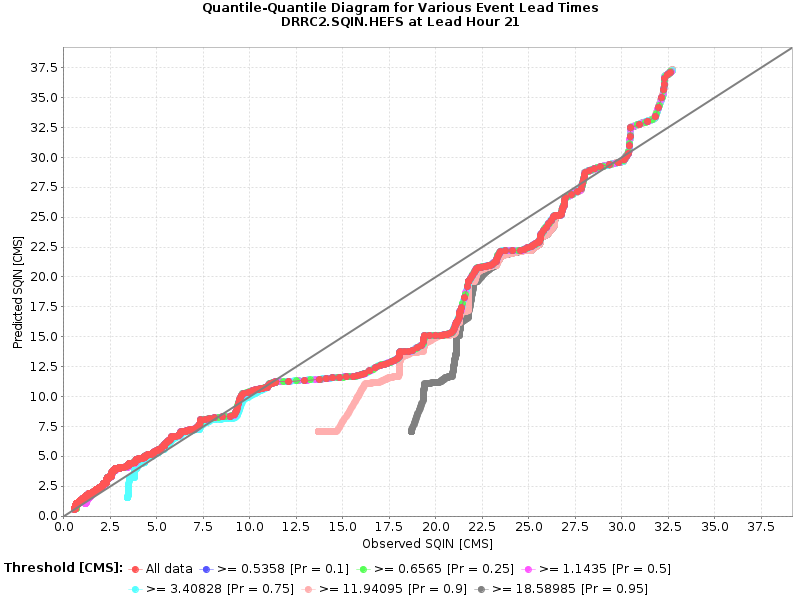 Quantile-Quantile Diagram for Various Event Lead Times
DRRC2.SQIN.HEFS at Lead Hour 21
Predicted SQIN [CMS]
37.5
35.0
32.5
30.0
27.5
25.0
22.5
20.0
17.5
15.0
12.5
10.0
7.5
5.0
2.5
0.0
0.0 2.5 5.0 7.5 10.0 12.5 15.0 17.5 20.0 22.5 25.0 27.5 30.0 32.5 35.0 37.5
Observed SQIN [CMS]
Threshold [CMS]: All data >= 0.5358 [Pr = 0.1] >= 0.6565 [Pr = 0.25] >= 1.1435 [Pr = 0.5]
>= 3.40828 [Pr = 0.75] >= 11.94095 [Pr = 0.9] >= 18.58985 [Pr = 0.95]